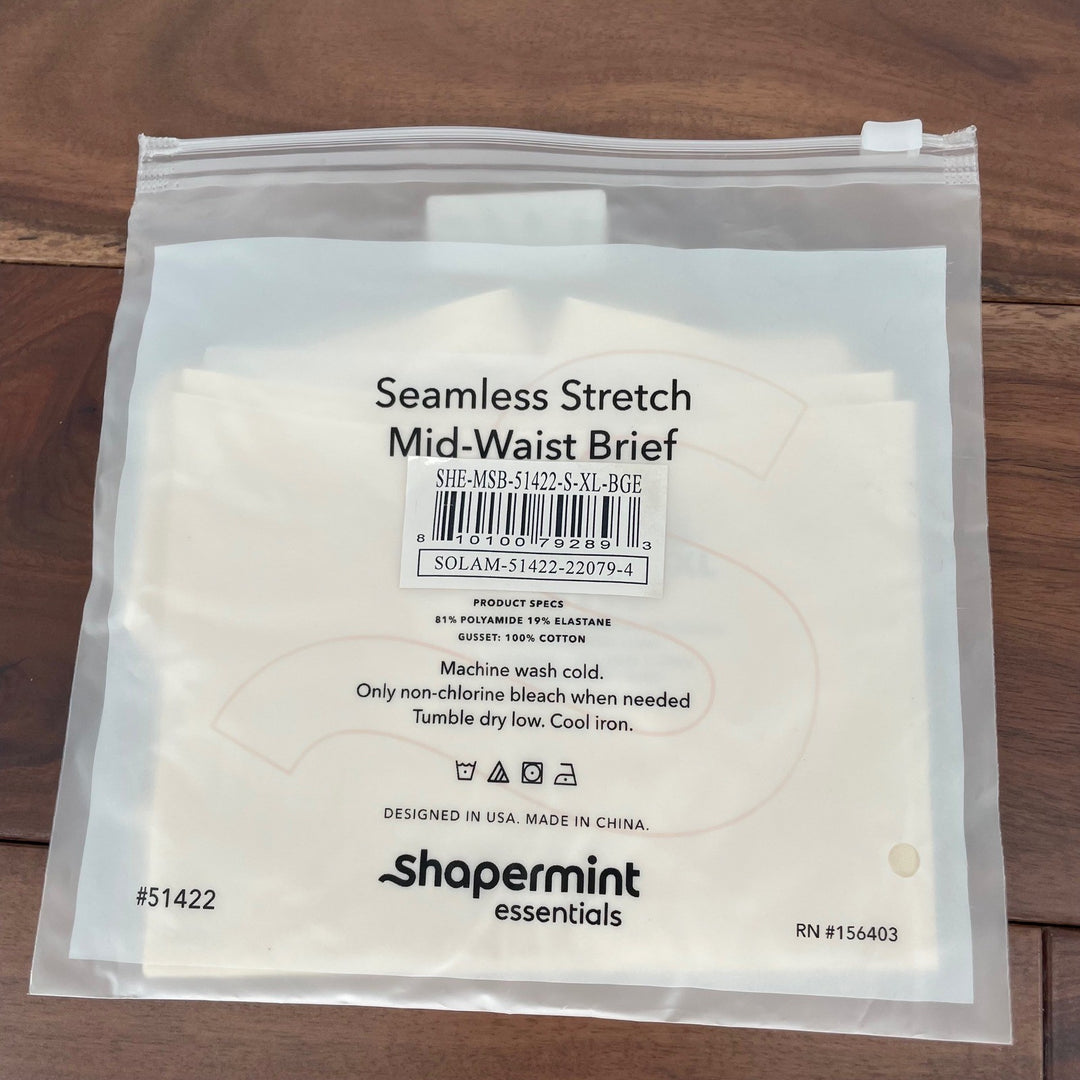 Seamless Stretch
Mid-Waist Brief
SHE-MSB-51422-S-XL-BGE
8 10100 79289 3
SOLAM-51422-22079-4
PRODUCT SPECS
81% POLYAMIDE 19% ELASTANE
GUSSET: 100% COTTON
Machine wash cold.
Only non-chlorine bleach when needed
Tumble dry low. Cool iron.
DESIGNED IN USA. MADE IN CHINA.
shapermint
essentials
#51422
RN #156403